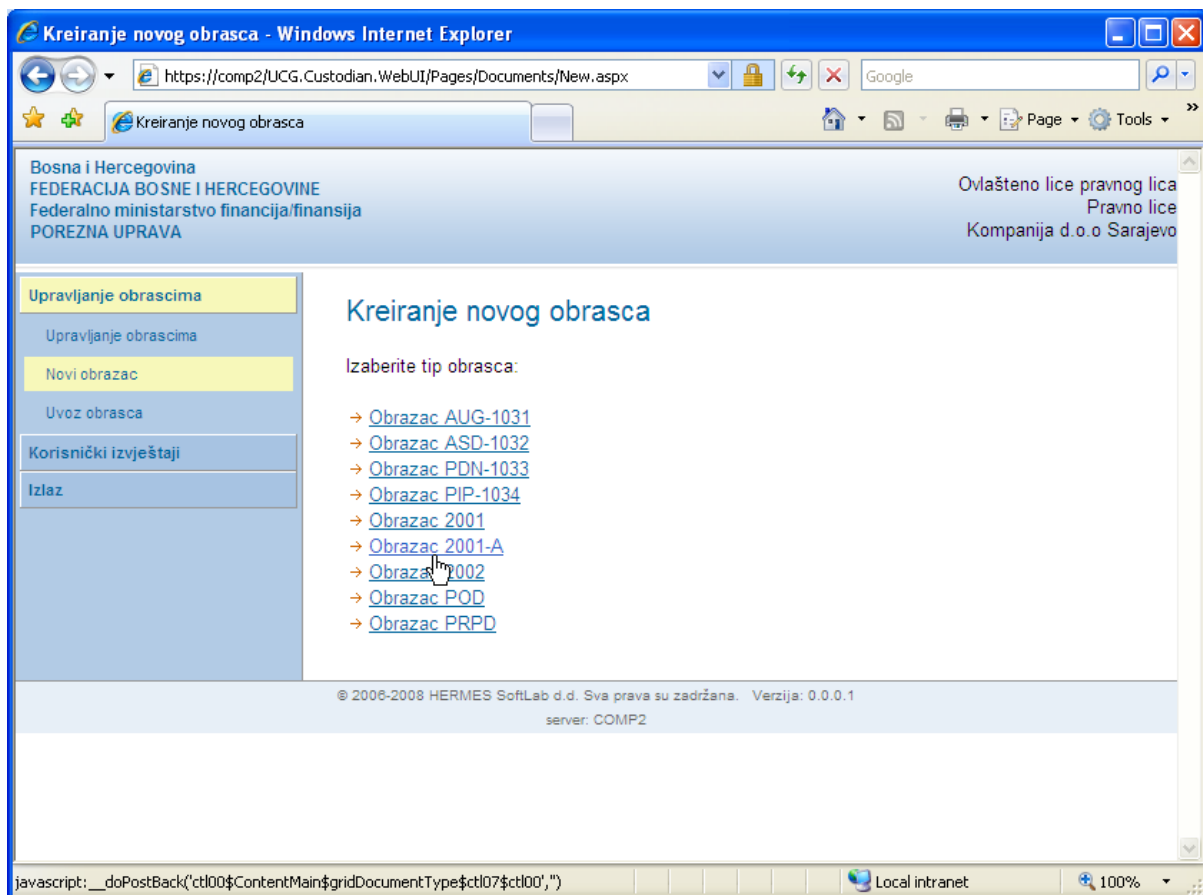 Kreiranje novog obrasca - Windows Internet Explorer
https://comp2/UCG.Custodian.WebUI/Pages/Documents/New.aspx
Google
Kreiranje novog obrasca
Page
Tools
»
Bosna i Hercegovina
FEDERACIJA BOSNE I HERCEGOVINE
Federalno ministarstvo financija/finansija
POREZNA UPRAVA
Ovlašteno lice pravnog lica
Pravno lice
Kompanija d.o.o Sarajevo
Upravljanje obrascima
Upravljanje obrascima
Novi obrazac
Uvoz obrasca
Korisnički izvještaji
Izlaz
Kreiranje novog obrasca
Izaberite tip obrasca:
→ Obrazac AUG-1031
→ Obrazac ASD-1032
→ Obrazac PDN-1033
→ Obrazac PIP-1034
→ Obrazac 2001
→ Obrazac 2001-A
→ Obrazac 2002
→ Obrazac POD
→ Obrazac PRPD
© 2006-2008 HERMES SoftLab d.d. Sva prava su zadržana. Verzija: 0.0.0.1
server: COMP2
javascript:__doPostBack('ctl00$ContentMain$gridDocumentType$ctl07$ctl00','')
Local intranet
100%